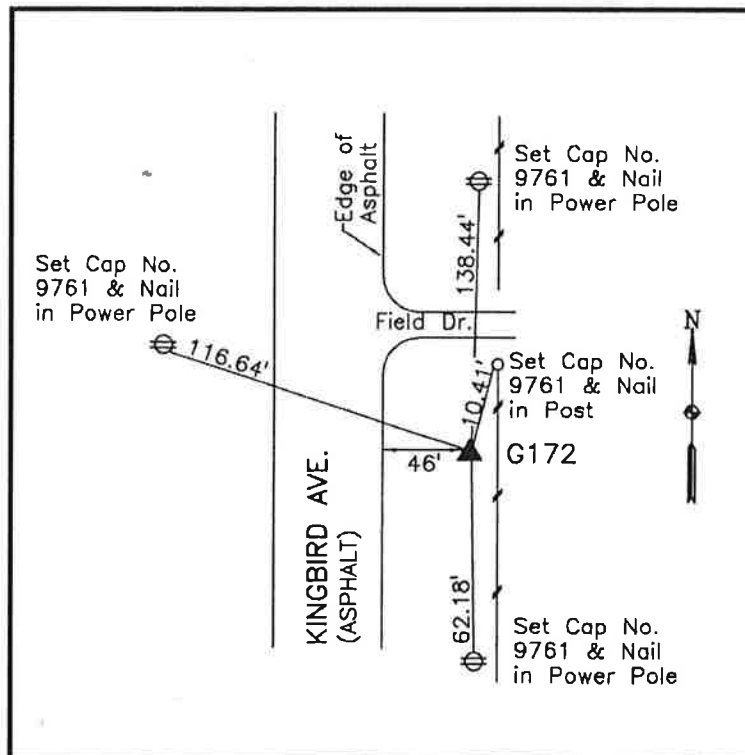 Set Cap No.
9761 & Nail
in Power Pole
Edge of
Asphalt
138.44'
Set Cap No.
9761 & Nail
in Power Pole
116.64'
Field Dr.
N
10.41'
Set Cap No.
9761 & Nail
in Post
46'
G172
KINGBIRD AVE.
(ASPHALT)
62.18'
Set Cap No.
9761 & Nail
in Power Pole